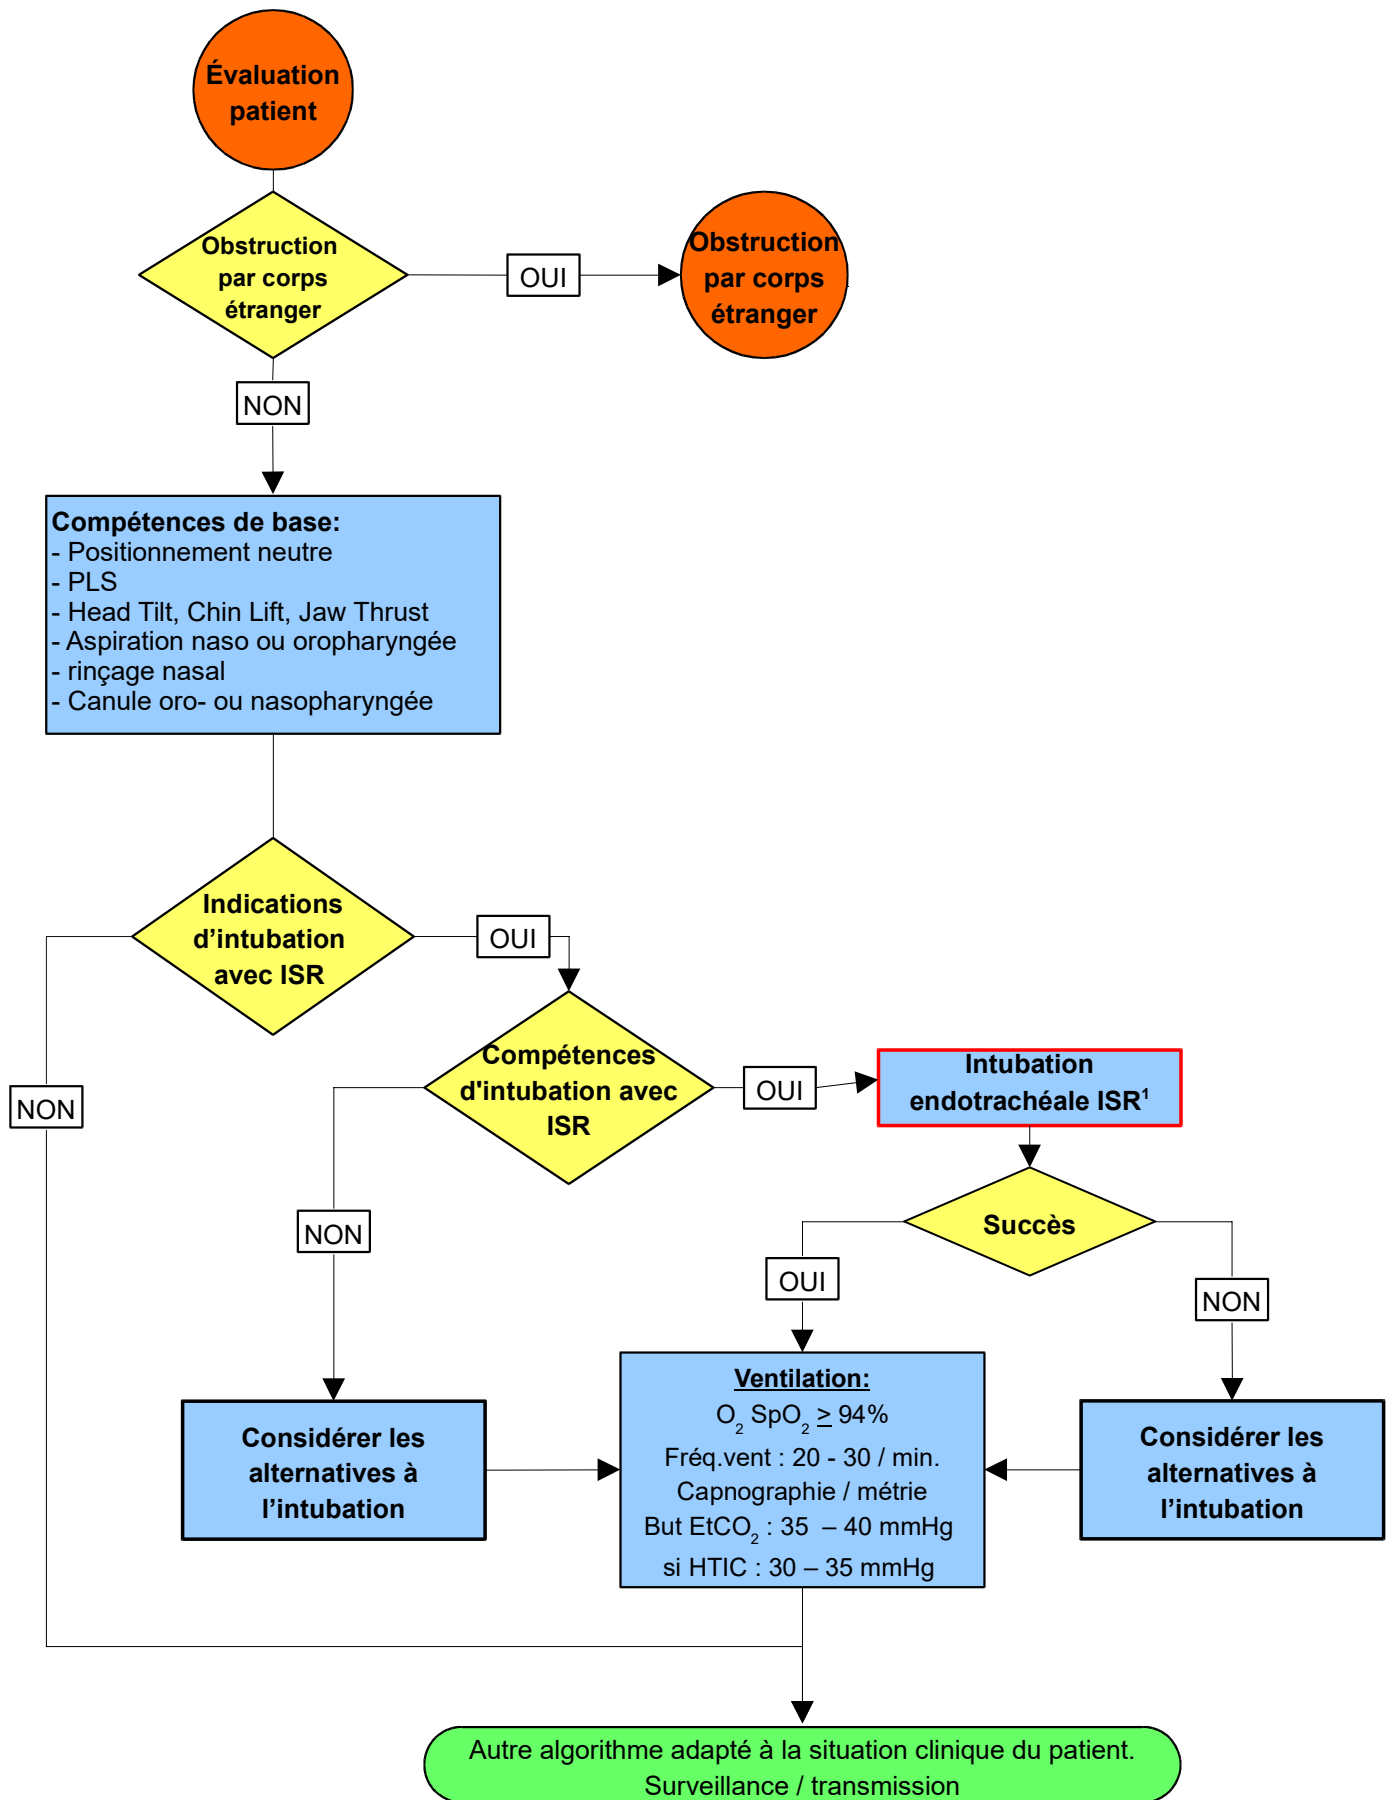 Évaluation
patient
Obstruction
par corps
étranger
OUI
Obstruction
par corps
étranger
NON
Compétences de base:
- Positionnement neutre
- PLS
- Head Tilt, Chin Lift, Jaw Thrust
- Aspiration naso ou oropharyngée
- rinçage nasal
- Canule oro- ou nasopharyngée
Indications
d’intubation
avec ISR
OUI
NON
Compétences
d'intubation avec
ISR
OUI
Intubation
endotrachéale ISR¹
NON
Succès
OUI
NON
Considérer les
alternatives à
l’intubation
Ventilation:
O₂ SpO₂ ≥ 94%
Fréq.vent : 20 - 30 / min.
Capnographie / métrie
But EtCO₂ : 35 – 40 mmHg
si HTIC : 30 – 35 mmHg
Considérer les
alternatives à
l’intubation
Autre algorithme adapté à la situation clinique du patient.
Surveillance / transmission